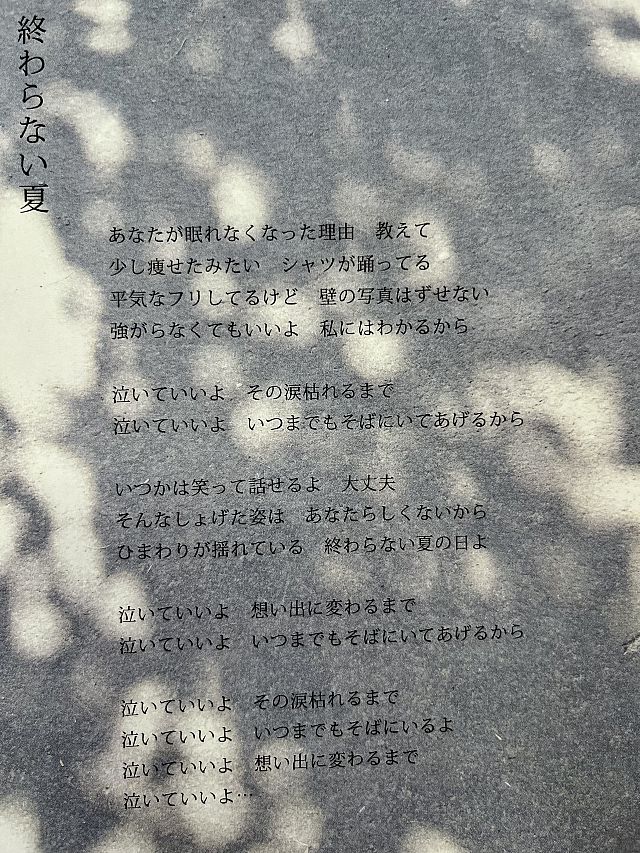 終わらない夏
あなたが眠れなくなった理由　教えて
少し痩せたみたい　シャツが踊ってる
平気なフリしてるけど　壁の写真はずせない
強がらなくてもいいよ　私にはわかるから
泣いていいよ　その涙枯れるまで
泣いていいよ　いつまでもそばにいてあげるから
いつかは笑って話せるよ　大丈夫
そんなしょげた姿は　あなたらしくないから
ひまわりが揺れている　終わらない夏の日よ
泣いていいよ　想い出に変わるまで
泣いていいよ　いつまでもそばにいてあげるから
泣いていいよ　その涙枯れるまで
泣いていいよ　いつまでもそばにいるよ
泣いていいよ　想い出に変わるまで
泣いていいよ…